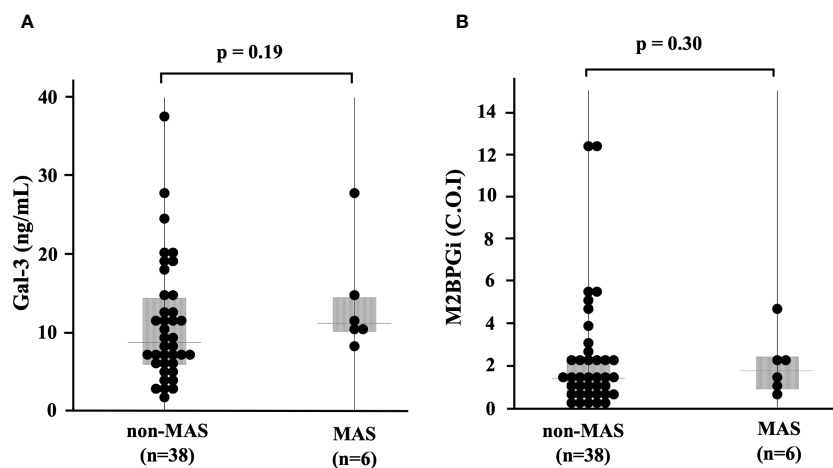 A
p = 0.19
Gal-3 (ng/mL)
40
30
20
10
0
non-MAS
(n=38)
MAS
(n=6)
B
p = 0.30
M2BPGi (C.O.I)
14
12
10
8
6
4
2
0
non-MAS
(n=38)
MAS
(n=6)